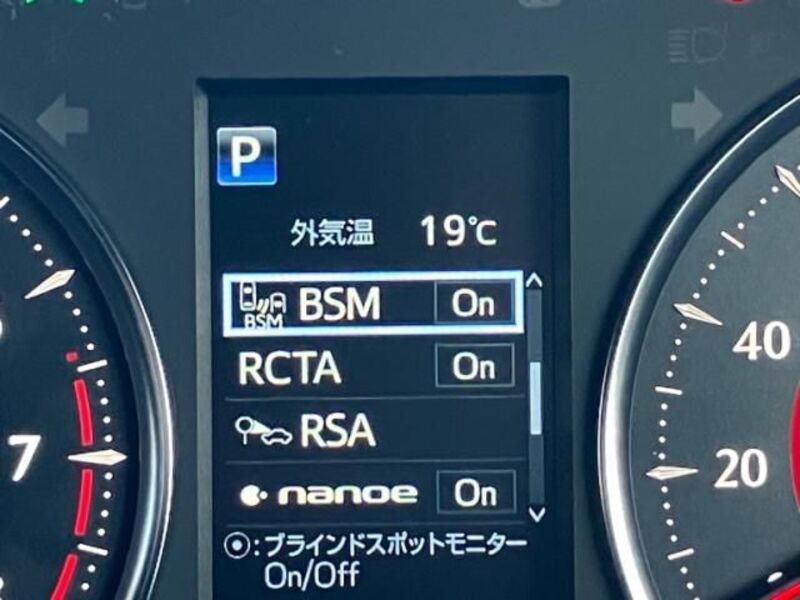 P
外気温 19℃
BSM BSM On
RCTA On
RSA
nanoe On
:ブラインドスポットモニター
On/Off
7
40
20